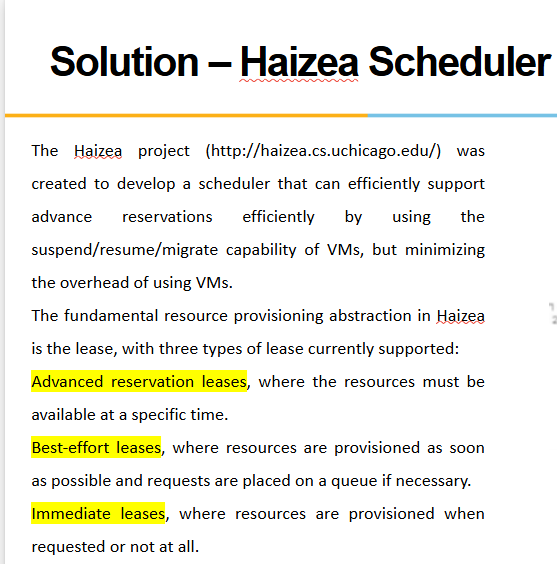 Solution – Haizea Scheduler
The Haizea project (http://haizea.cs.uchicago.edu/) was
created to develop a scheduler that can efficiently support
advance reservations efficiently by using the
suspend/resume/migrate capability of VMs, but minimizing
the overhead of using VMs.
The fundamental resource provisioning abstraction in Haizea
is the lease, with three types of lease currently supported:
Advanced reservation leases, where the resources must be
available at a specific time.
Best-effort leases, where resources are provisioned as soon
as possible and requests are placed on a queue if necessary.
Immediate leases, where resources are provisioned when
requested or not at all.